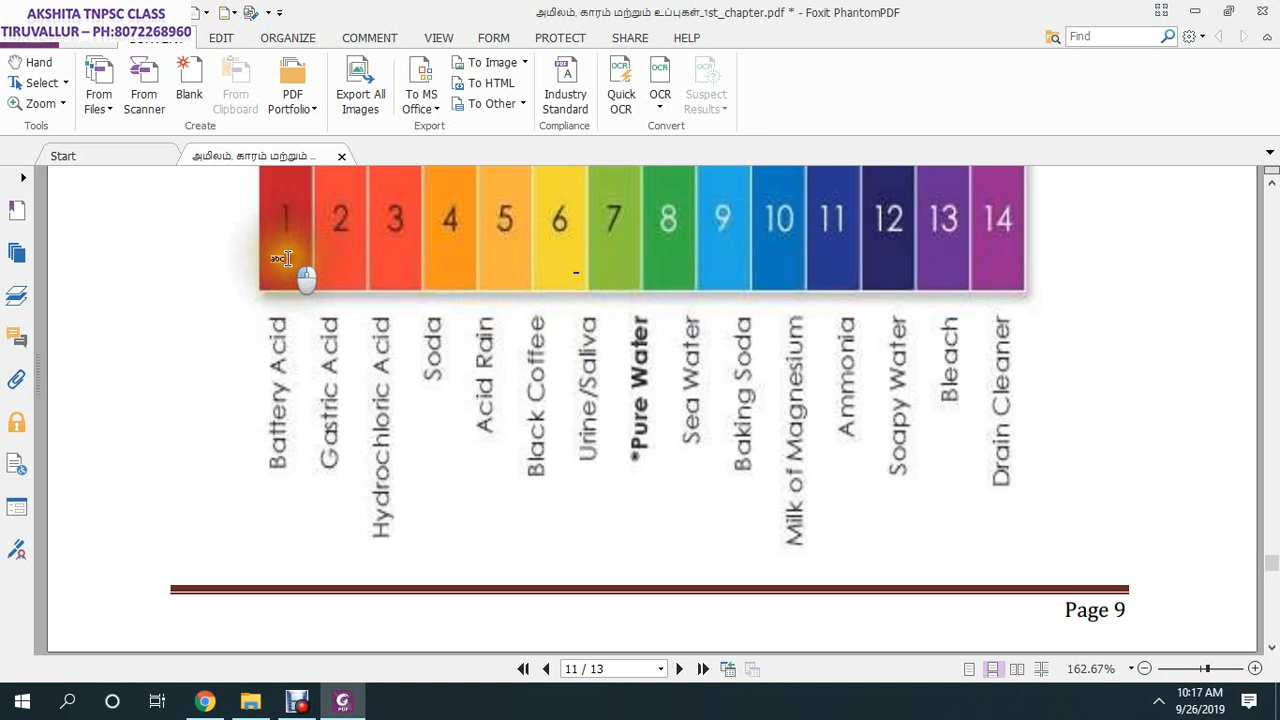 AKSHITA TNPSC CLASS
TIRUVALLUR – PH:8072268960
அமிலம், காரம் மற்றும் உப்புகள்_1st_chapter.pdf * - Foxit PhantomPDF
EDIT ORGANIZE COMMENT VIEW FORM PROTECT SHARE HELP
Find
Hand
Select
Zoom
Tools
From Files
From Scanner
Blank
From Clipboard
PDF Portfolio
Create
Export All Images
To MS Office
To Image
To HTML
To Other
Export
Industry Standard
Compliance
Quick OCR
OCR
Suspect Results
Convert
Start
அமிலம், காரம் மற்றும் ...
1 2 3 4 5 6 7 8 9 10 11 12 13 14
abc
Battery Acid
Gastric Acid
Hydrochloric Acid
Soda
Acid Rain
Black Coffee
Urine/Saliva
*Pure Water
Sea Water
Baking Soda
Milk of Magnesium
Ammonia
Soapy Water
Bleach
Drain Cleaner
Page 9
11 / 13
162.67%
10:17 AM
9/26/2019